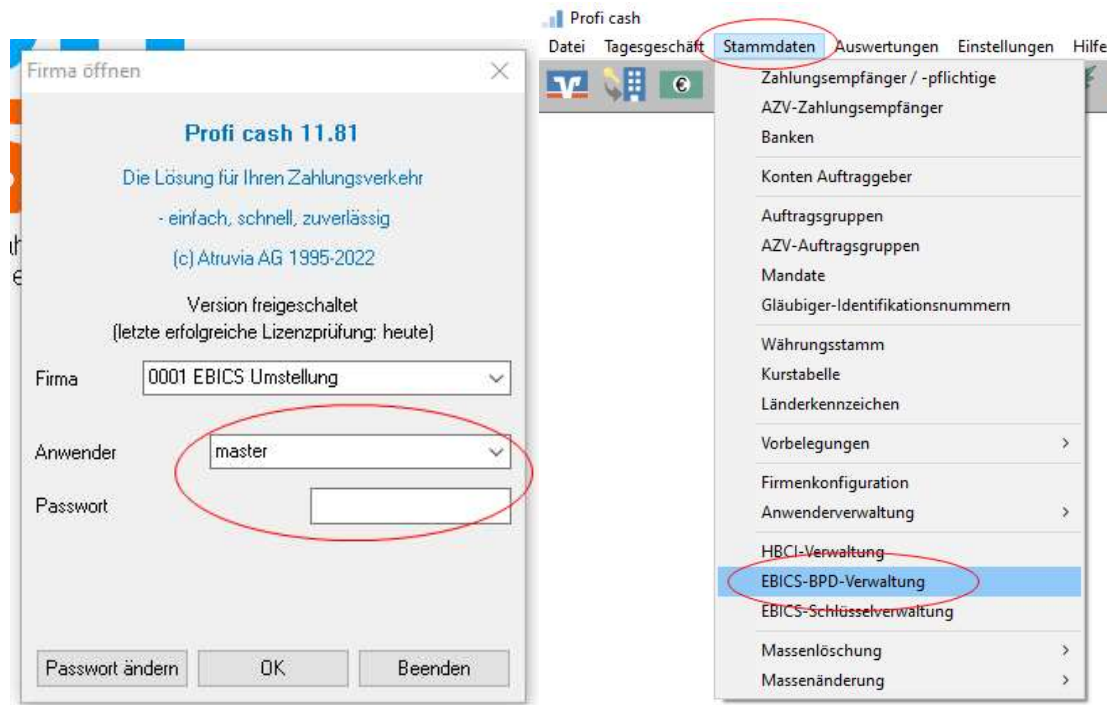 Firma öffnen
Profi cash 11.81
Die Lösung für Ihren Zahlungsverkehr
- einfach, schnell, zuverlässig
(c) Atruvia AG 1995-2022
Version freigeschaltet
(letzte erfolgreiche Lizenzprüfung: heute)
Firma
0001 EBICS Umstellung
Anwender
master
Passwort
Passwort ändern
OK
Beenden
Profi cash
Datei Tagesgeschäft Stammdaten Auswertungen Einstellungen Hilfe
Zahlungsempfänger / -pflichtige
AZV-Zahlungsempfänger
Banken
Konten Auftraggeber
Auftragsgruppen
AZV-Auftragsgruppen
Mandate
Gläubiger-Identifikationsnummern
Währungsstamm
Kurstabelle
Länderkennzeichen
Vorbelegungen
Firmenkonfiguration
Anwenderverwaltung
HBCI-Verwaltung
EBICS-BPD-Verwaltung
EBICS-Schlüsselverwaltung
Massenlöschung
Massenänderung